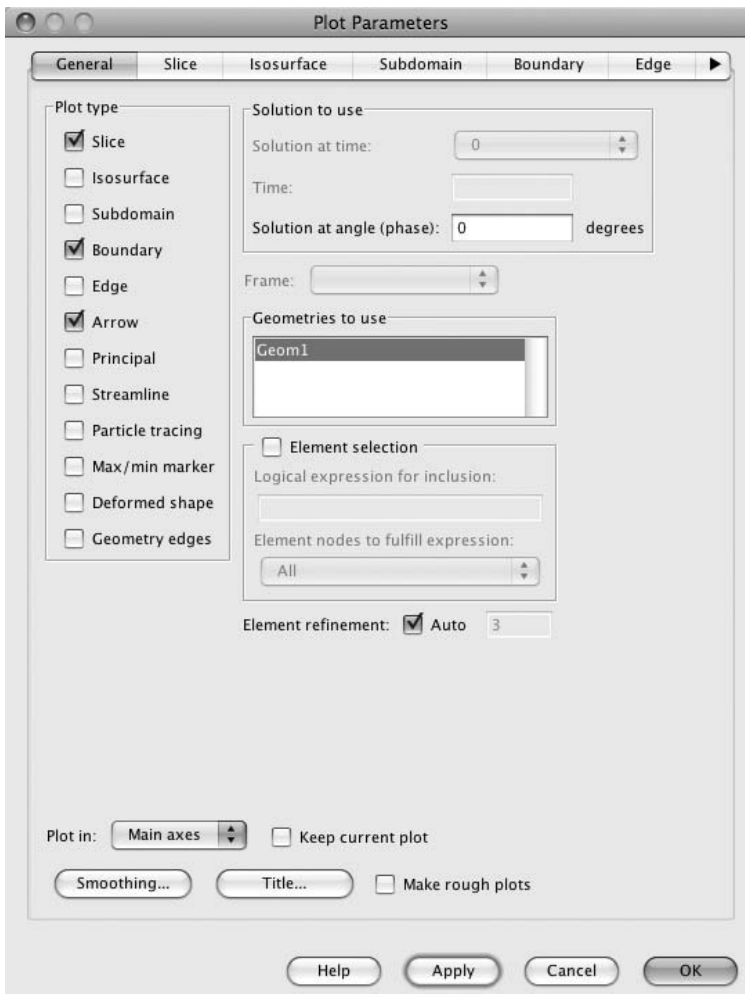 Plot Parameters
General Slice Isosurface Subdomain Boundary Edge
Plot type
Slice
Isosurface
Subdomain
Boundary
Edge
Arrow
Principal
Streamline
Particle tracing
Max/min marker
Deformed shape
Geometry edges
Solution to use
Solution at time: 0
Time:
Solution at angle (phase): 0 degrees
Frame:
Geometries to use
Geom1
Element selection
Logical expression for inclusion:
Element nodes to fulfill expression:
All
Element refinement: Auto 3
Plot in: Main axes Keep current plot
Smoothing... Title... Make rough plots
Help Apply Cancel OK